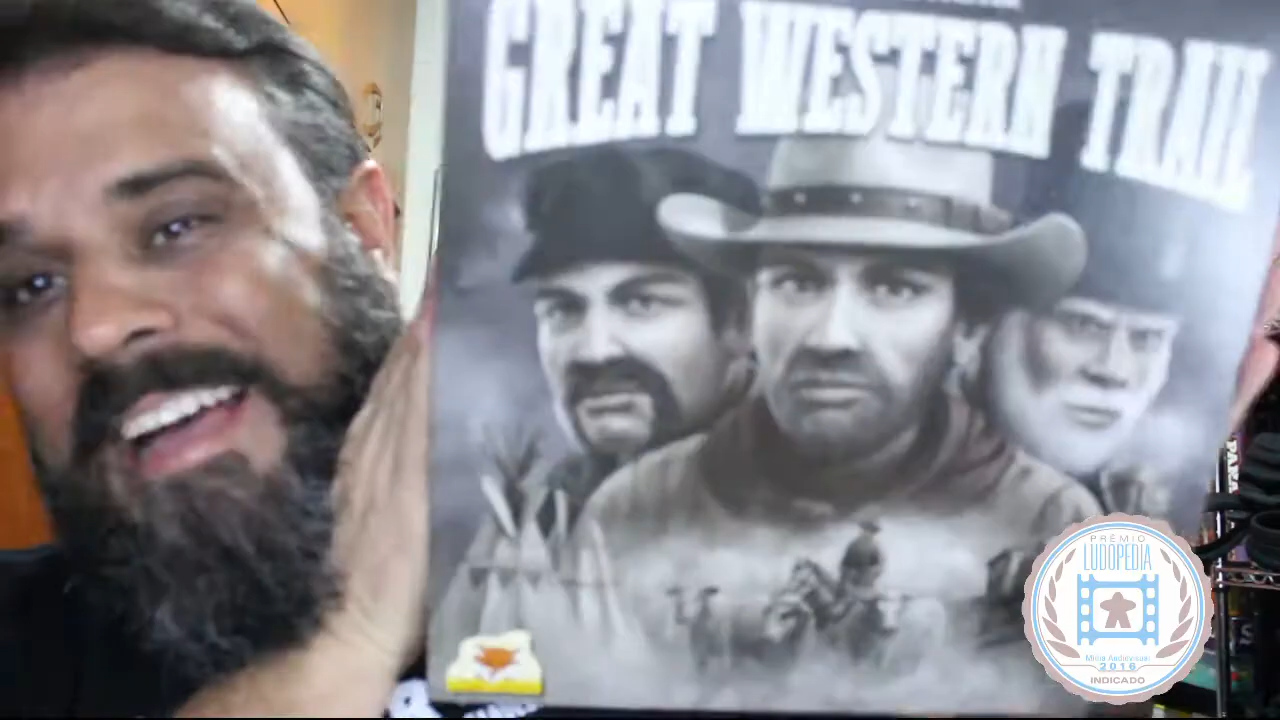 GREAT WESTERN TRAIL
PRÊMIO
LUDOPEDIA
Mídia Audiovisual
2016
INDICADO